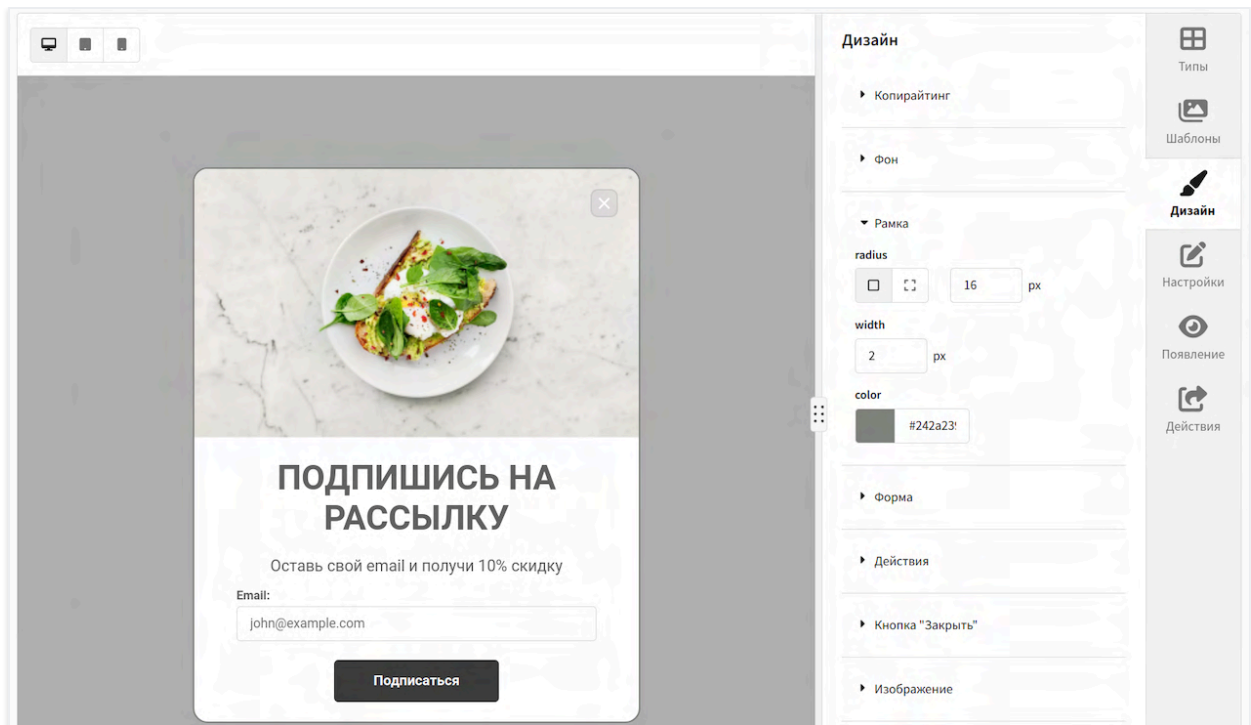 Дизайн
Копирайтинг
Фон
Рамка
radius
16 px
width
2 px
color
#242a23
Форма
Действия
Кнопка "Закрыть"
Изображение
Типы
Шаблоны
Дизайн
Настройки
Появление
Действия
ПОДПИШИСЬ НА
РАССЫЛКУ
Оставь свой email и получи 10% скидку
Email:
john@example.com
Подписаться